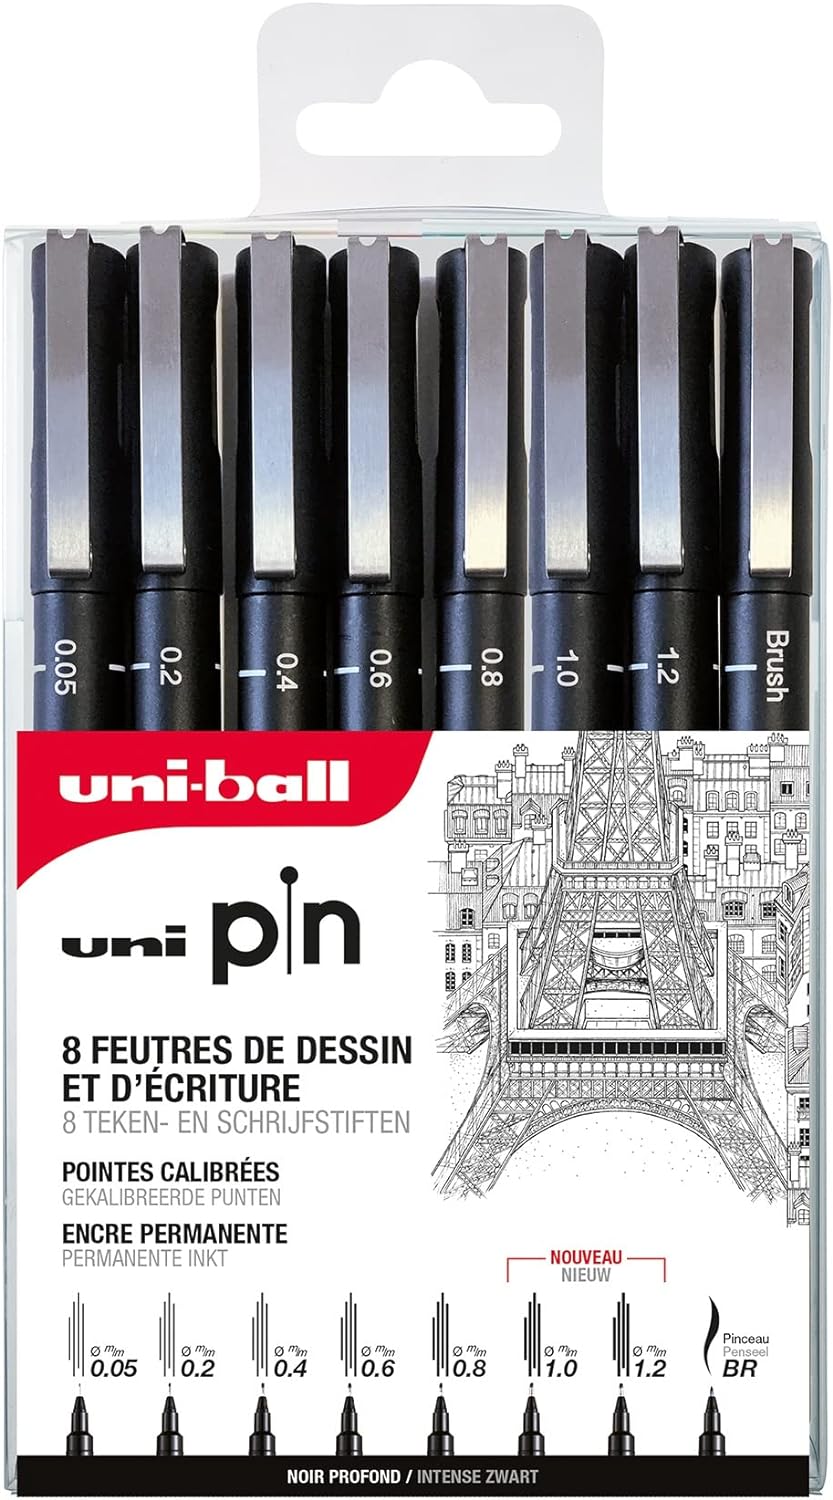 0.05
0.2
0.4
0.6
0.8
1.0
1.2
Brush
uni-ball
uni pin
8 FEUTRES DE DESSIN
ET D'ÉCRITURE
8 TEKEN- EN SCHRIJFSTIFTEN
POINTES CALIBRÉES
GEKALIBREERDE PUNTEN
ENCRE PERMANENTE
PERMANENTE INKT
NOUVEAU
NIEUW
Ø m/m 0.05
Ø m/m 0.2
Ø m/m 0.4
Ø m/m 0.6
Ø m/m 0.8
Ø m/m 1.0
Ø m/m 1.2
Pinceau
Penseel
BR
NOIR PROFOND / INTENSE ZWART